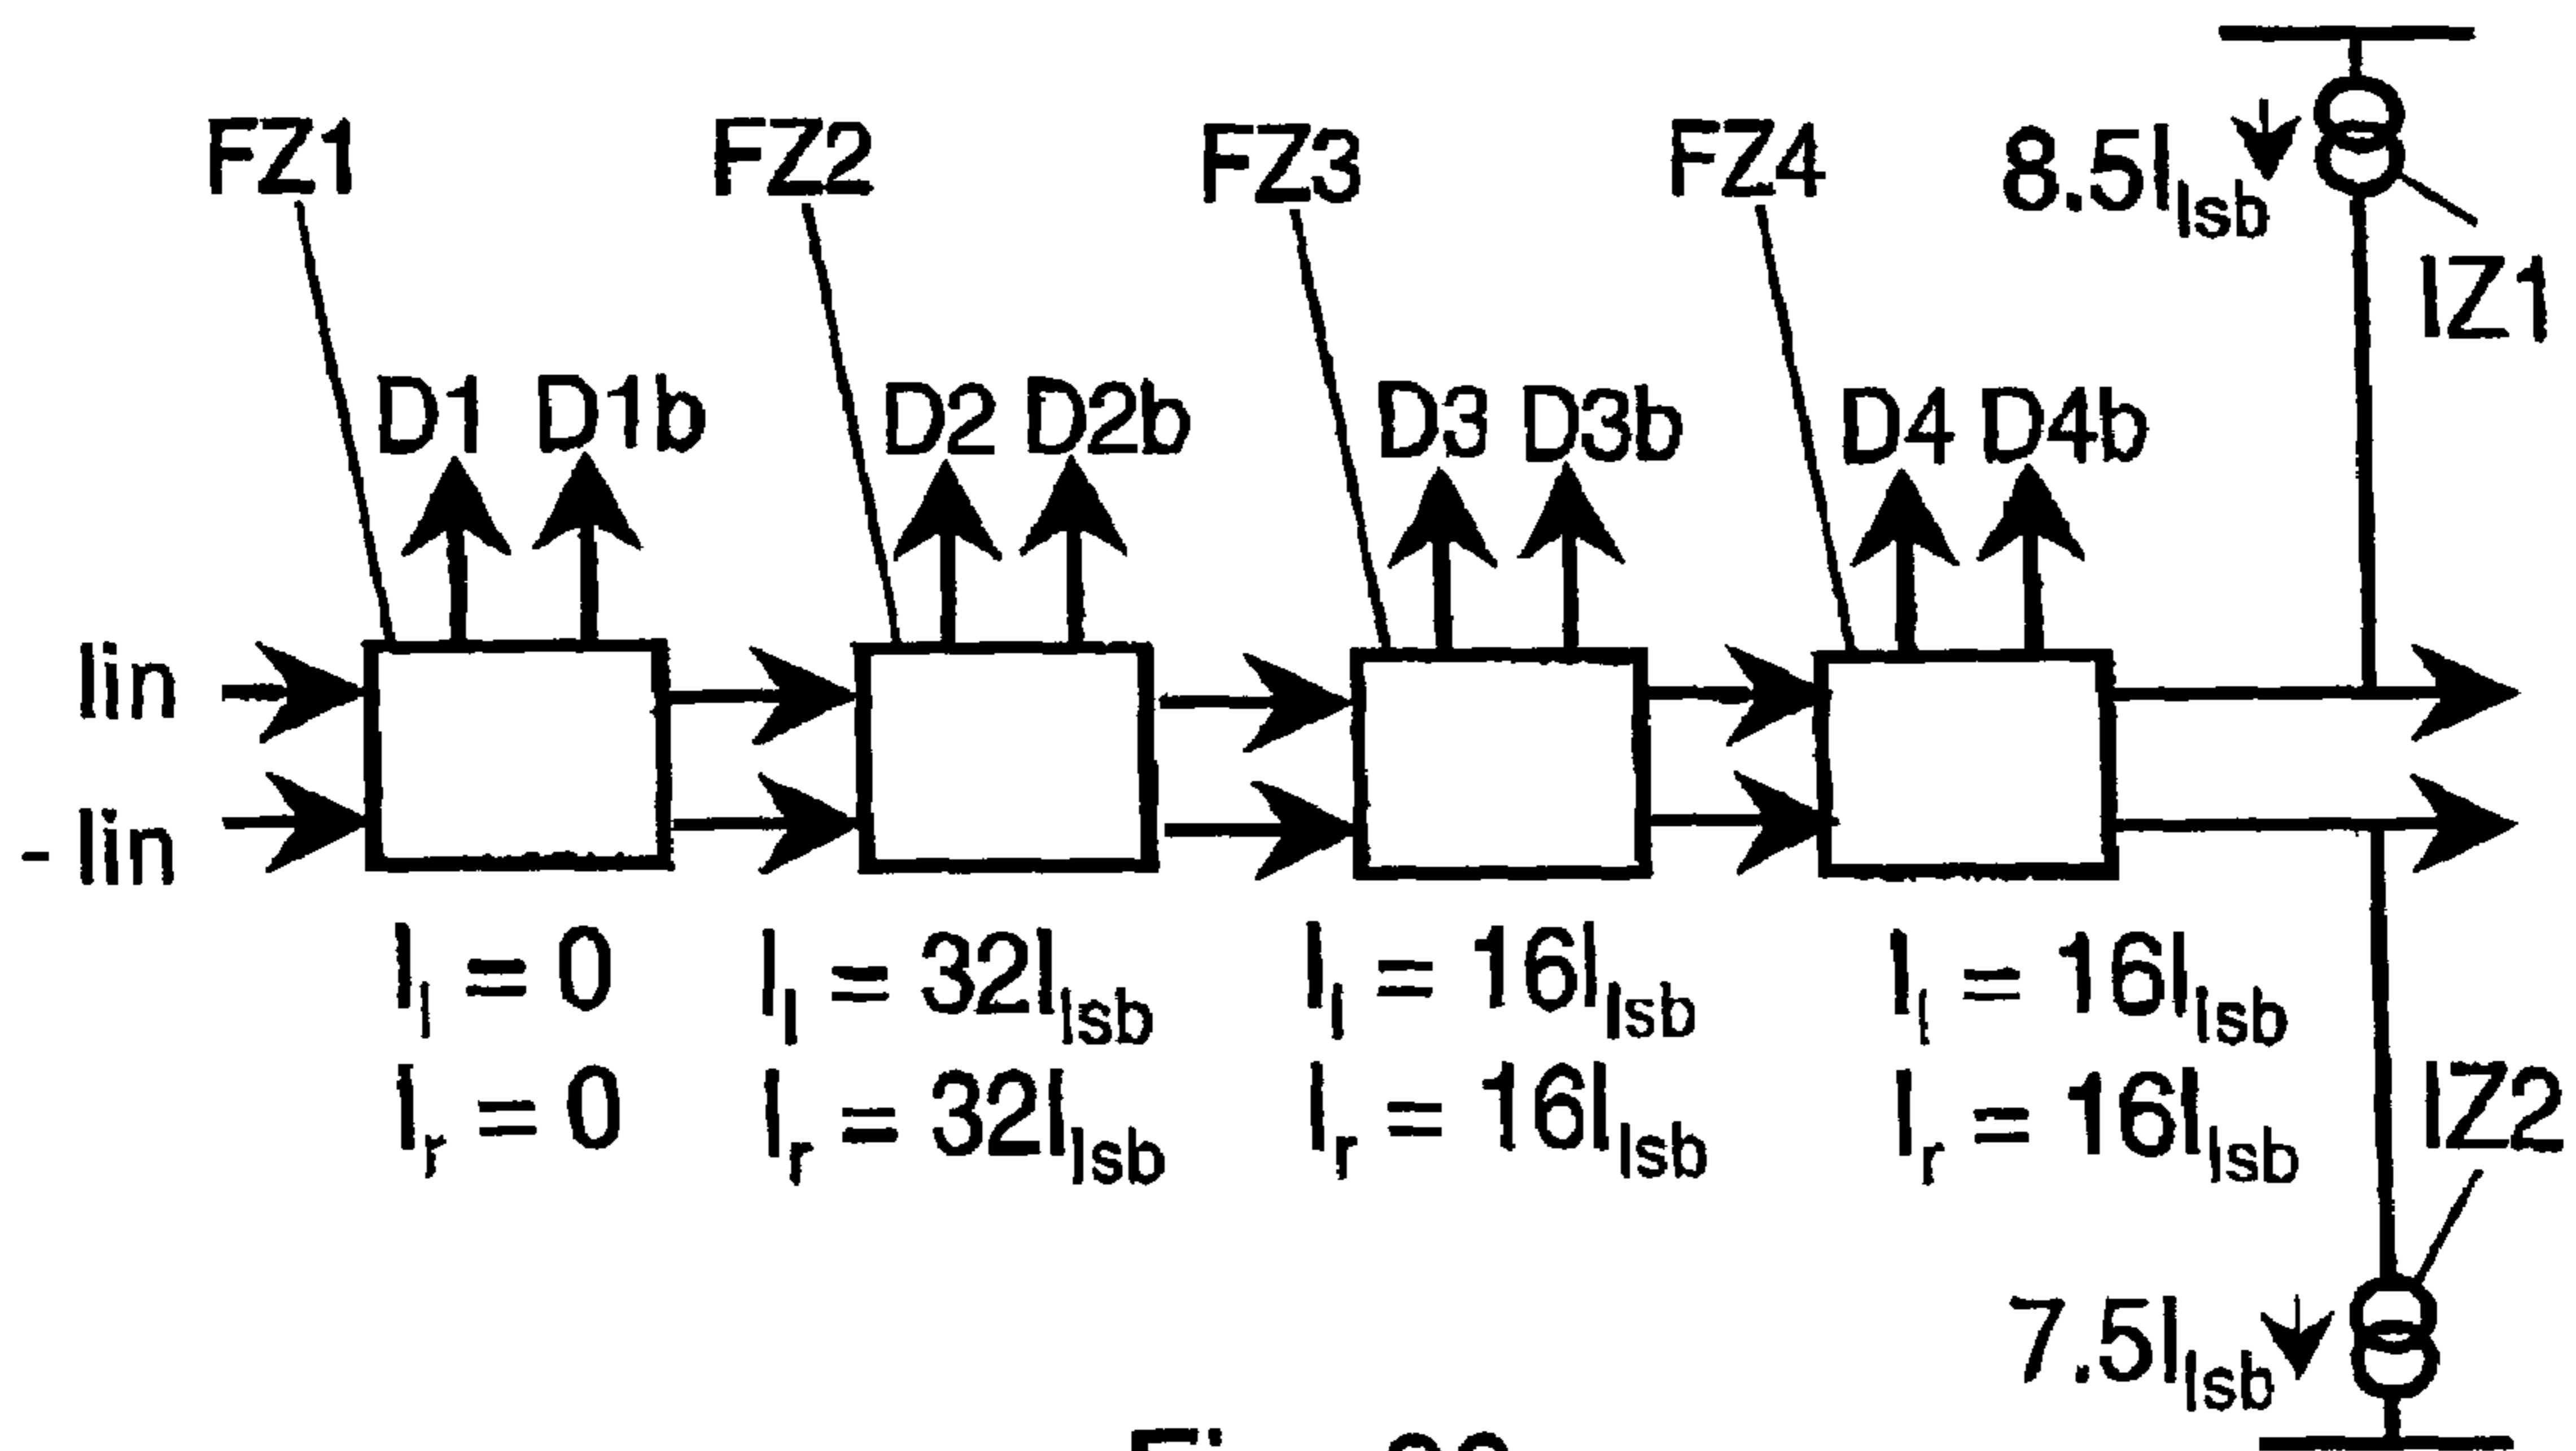 FZ1 FZ2 FZ3 FZ4 8.5I_lsb
IZ1
D1 D1b D2 D2b D3 D3b D4 D4b
Iin
- Iin
I_l = 0 I_l = 32I_lsb I_l = 16I_lsb I_l = 16I_lsb
I_r = 0 I_r = 32I_lsb I_r = 16I_lsb I_r = 16I_lsb
IZ2
7.5I_lsb